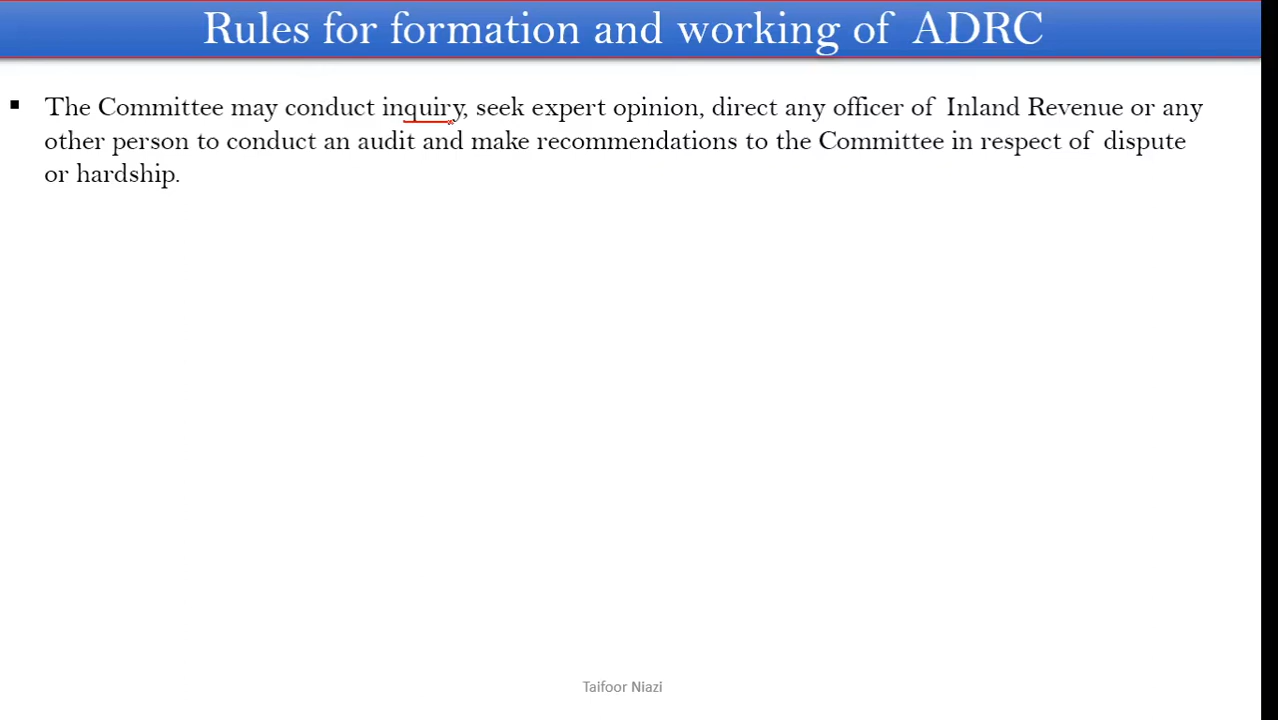 Rules for formation and working of ADRC
▪ The Committee may conduct inquiry, seek expert opinion, direct any officer of Inland Revenue or any
other person to conduct an audit and make recommendations to the Committee in respect of dispute
or hardship.
Taifoor Niazi